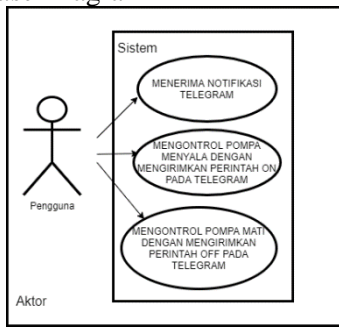 Sistem
MENERIMA NOTIFIKASI
TELEGRAM
MENGONTROL POMPA
MENYALA DENGAN
MENGIRIMKAN PERINTAH ON
PADA TELEGRAM
Pengguna
MENGONTROL POMPA MATI
DENGAN MENGIRIMKAN
PERINTAH OFF PADA
TELEGRAM
Aktor